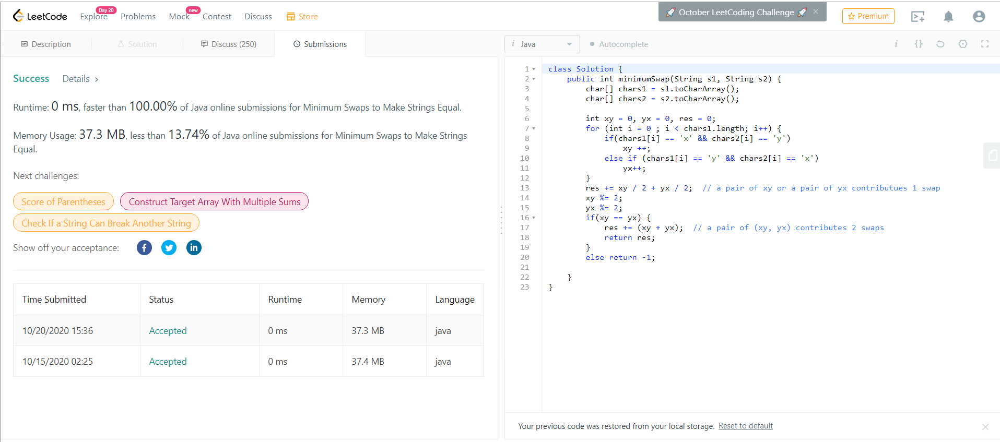 LeetCode
Explore Day 20 Problems Mock new Contest Discuss Store
🚀 October LeetCoding Challenge 🚀 ×
Premium
Description
Solution
Discuss (250)
Submissions
Success Details >
Runtime: 0 ms, faster than 100.00% of Java online submissions for Minimum Swaps to Make Strings Equal.
Memory Usage: 37.3 MB, less than 13.74% of Java online submissions for Minimum Swaps to Make Strings
Equal.
Next challenges:
Score of Parentheses Construct Target Array With Multiple Sums
Check If a String Can Break Another String
Show off your acceptance:
Time Submitted Status Runtime Memory Language
10/20/2020 15:36 Accepted 0 ms 37.3 MB java
10/15/2020 02:25 Accepted 0 ms 37.4 MB java
i Java Autocomplete
i {}
1 class Solution {
2     public int minimumSwap(String s1, String s2) {
3         char[] chars1 = s1.toCharArray();
4         char[] chars2 = s2.toCharArray();
5
6         int xy = 0, yx = 0, res = 0;
7         for (int i = 0 ; i < chars1.length; i++) {
8             if(chars1[i] == 'x' && chars2[i] == 'y')
9                 xy ++;
10             else if (chars1[i] == 'y' && chars2[i] == 'x')
11                 yx++;
12         }
13         res += xy / 2 + yx / 2;  // a pair of xy or a pair of yx contributues 1 swap
14         xy %= 2;
15         yx %= 2;
16         if(xy == yx) {
17             res += (xy + yx);  // a pair of (xy, yx) contributes 2 swaps
18             return res;
19         }
20         else return -1;
21
22     }
23 }
Your previous code was restored from your local storage. Reset to default